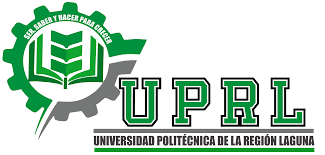 SER, SABER Y HACER PARA CRECER
UPRL
UNIVERSIDAD POLITÉCNICA DE LA REGIÓN LAGUNA